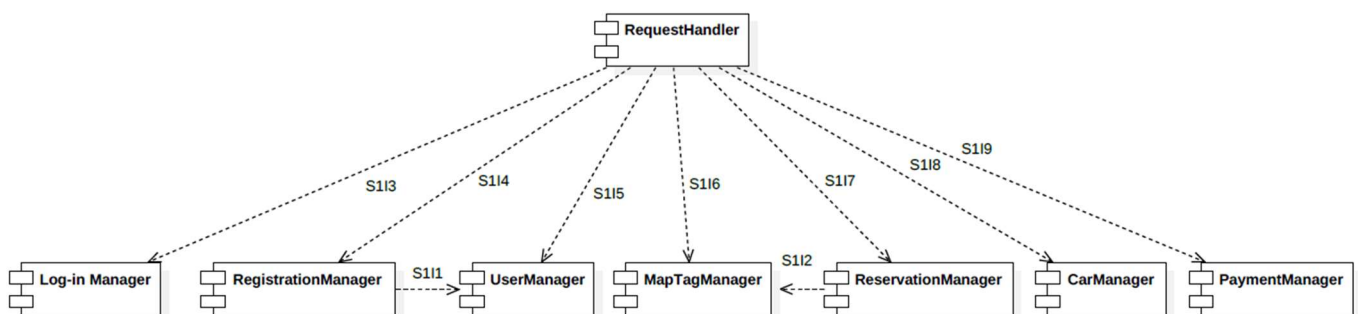 RequestHandler
S1I9
S1I8
S1I3
S1I4
S1I5
S1I6
S1I7
S1I1
S1I2
Log-in Manager
RegistrationManager
UserManager
MapTagManager
ReservationManager
CarManager
PaymentManager